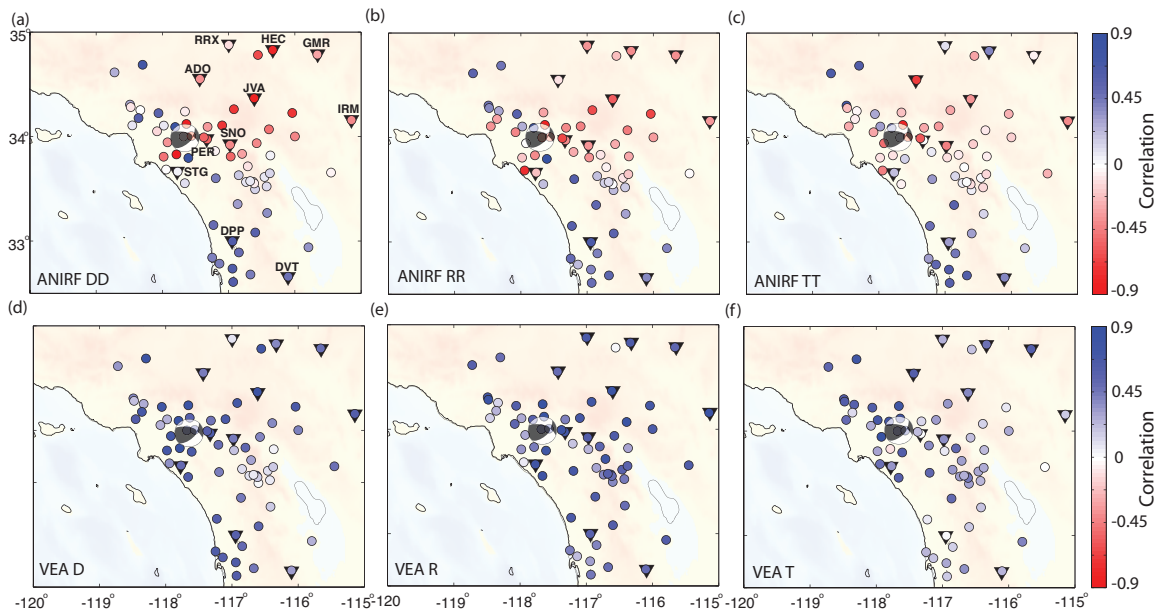 (a) (b) (c)
35°
RRX HEC GMR
ADO
JVA
IRM
34°
SNO
PER
STG
33°
DPP
DVT
ANIRF DD ANIRF RR ANIRF TT
0.9
0.45
0
-0.45
-0.9
Correlation
(d) (e) (f)
VEA D VEA R VEA T
0.9
0.45
0
-0.45
-0.9
Correlation
-120° -119° -118° -117° -116° -115° -120° -119° -118° -117° -116° -115° -120° -119° -118° -117° -116° -115°